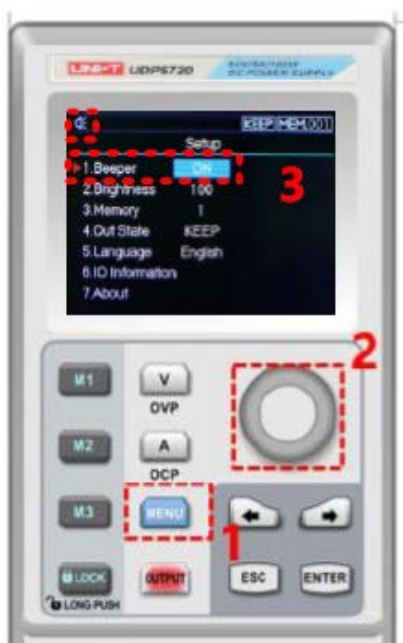 UNI-T UDP6720
DC POWER SUPPLY
KEEP MEM:001
Setup
1.Beeper On
2.Brightness 100
3.Memory 1
4.Out State KEEP
5.Language English
6.IO Information
7.About
3
2
M1 V
OVP
M2 A
OCP
M3 MENU
1
LOCK OUTPUT ESC ENTER
LONG PUSH